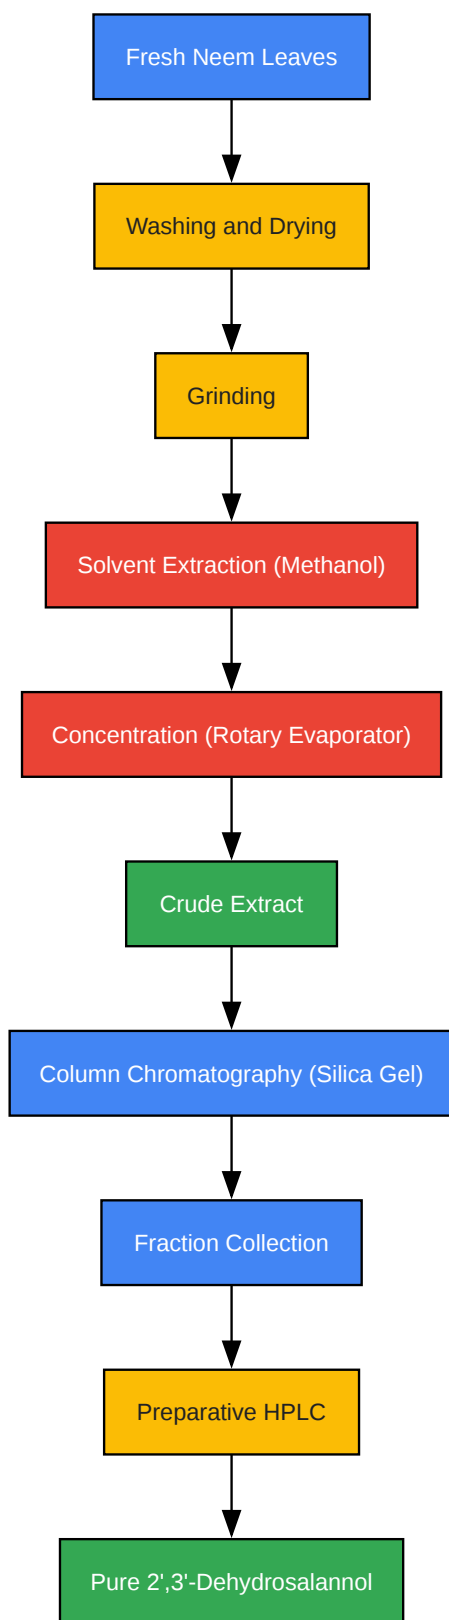 Fresh Neem Leaves
Washing and Drying
Grinding
Solvent Extraction (Methanol)
Concentration (Rotary Evaporator)
Crude Extract
Column Chromatography (Silica Gel)
Fraction Collection
Preparative HPLC
Pure 2',3'-Dehydrosalannol